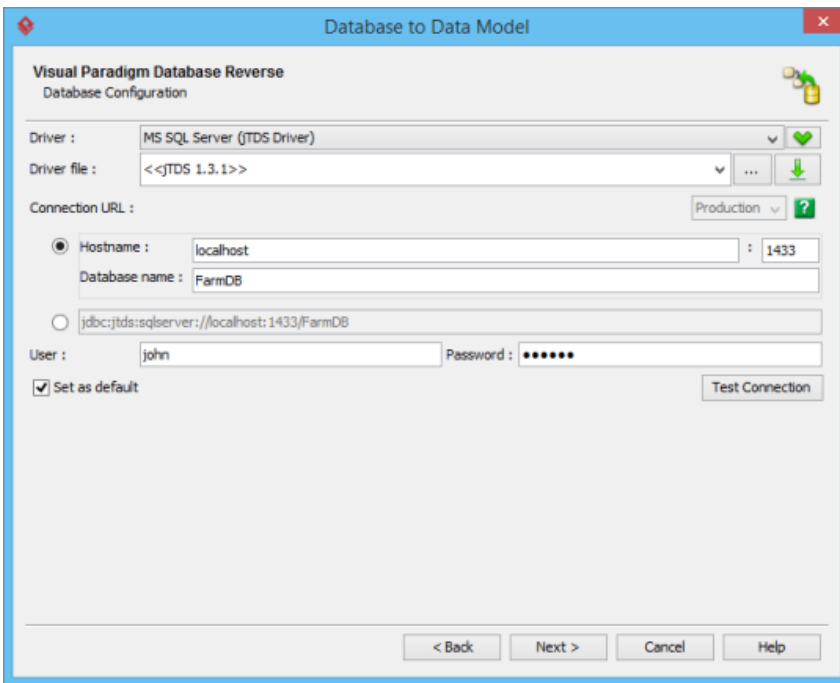 Database to Data Model
Visual Paradigm Database Reverse
Database Configuration
Driver : MS SQL Server (jTDS Driver)
Driver file : <<jTDS 1.3.1>> ...
Connection URL : Production ?
Hostname : localhost : 1433
Database name : FarmDB
jdbc:jtds:sqlserver://localhost:1433/FarmDB
User : john Password : ●●●●●●
Set as default Test Connection
< Back Next > Cancel Help